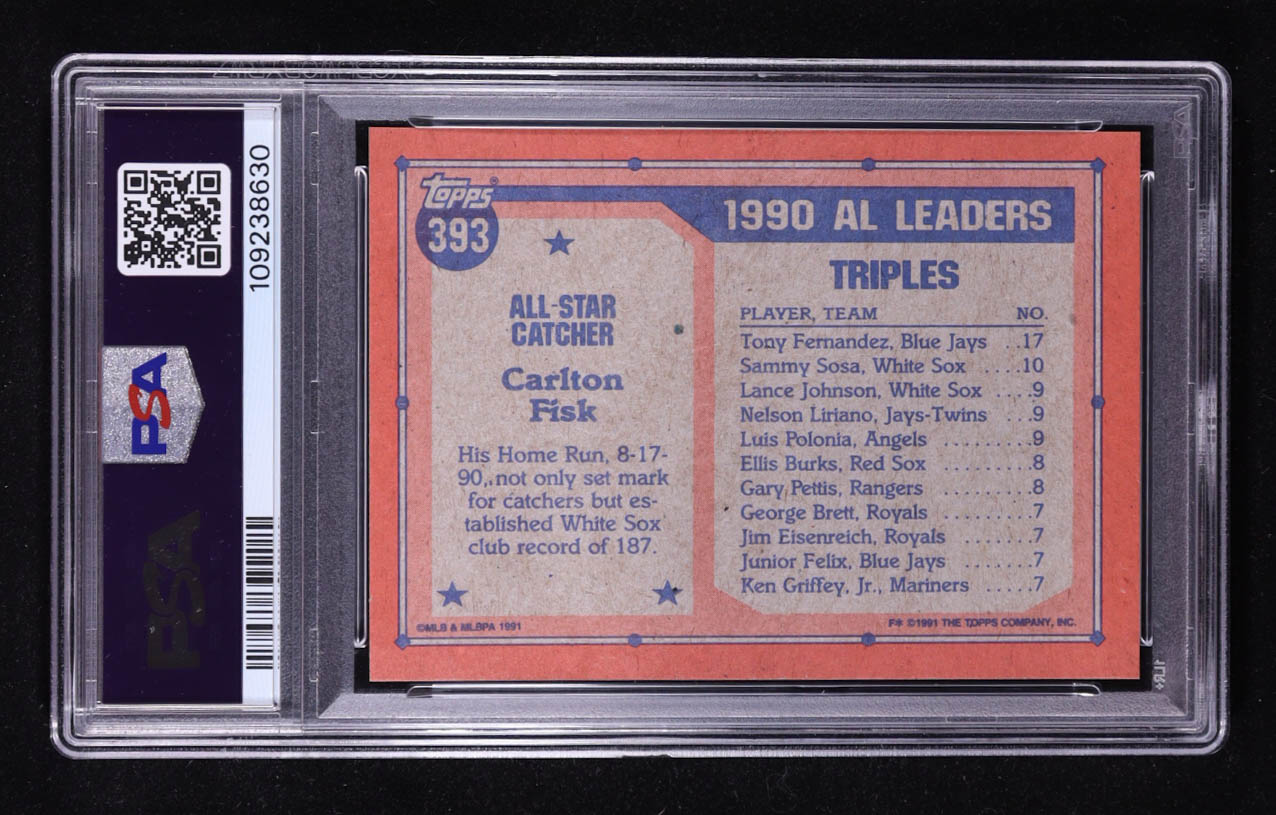 109238630
PSA
PSA
topps®
393
ALL-STAR
CATCHER
Carlton
Fisk
His Home Run, 8-17-
90, not only set mark
for catchers but es-
tablished White Sox
club record of 187.
1990 AL LEADERS
TRIPLES
PLAYER, TEAM NO.
Tony Fernandez, Blue Jays ..17
Sammy Sosa, White Sox ....10
Lance Johnson, White Sox ....9
Nelson Liriano, Jays-Twins ..9
Luis Polonia, Angels .........9
Ellis Burks, Red Sox ........8
Gary Pettis, Rangers ........8
George Brett, Royals ........7
Jim Eisenreich, Royals ......7
Junior Felix, Blue Jays ......7
Ken Griffey, Jr., Mariners .....7
©MLB & MLBPA 1991
F* ©1991 THE TOPPS COMPANY, INC.
PSA
1LR+